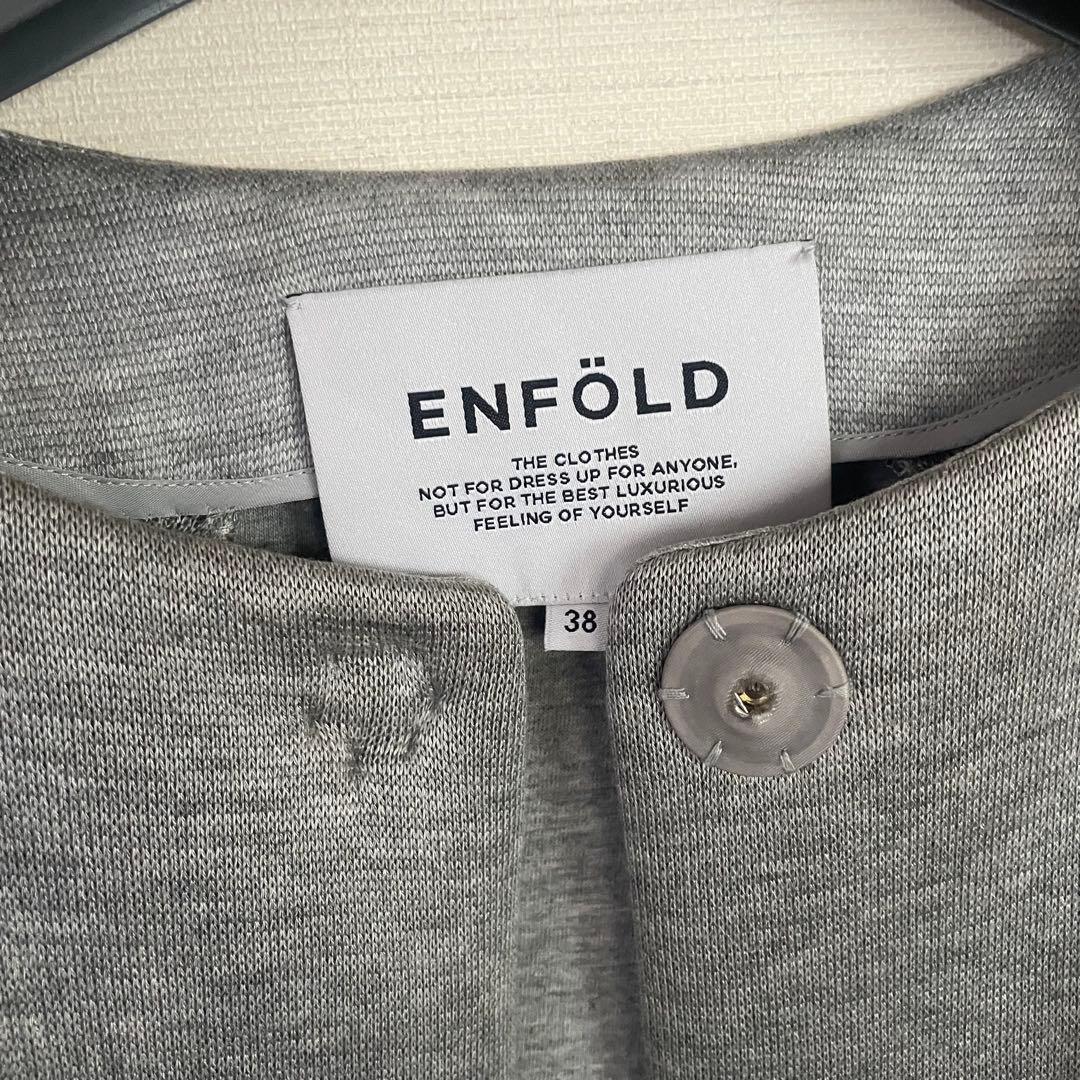 ENFÖLD
THE CLOTHES
NOT FOR DRESS UP FOR ANYONE,
BUT FOR THE BEST LUXURIOUS
FEELING OF YOURSELF
38